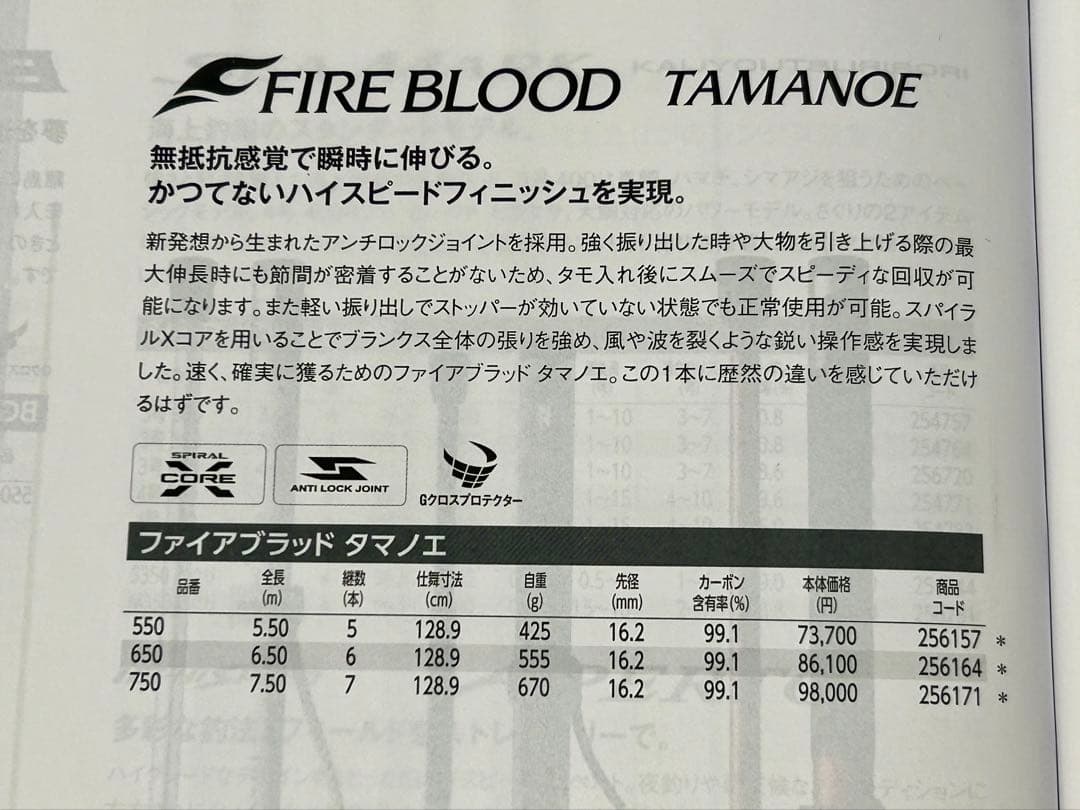 FIRE BLOOD TAMANOE
無抵抗感覚で瞬時に伸びる。
かつてないハイスピードフィニッシュを実現。
新発想から生まれたアンチロックジョイントを採用。強く振り出した時や大物を引き上げる際の最
大伸長時にも節間が密着することがないため、タモ入れ後にスムーズでスピーディな回収が可
能になります。また軽い振り出しでストッパーが効いていない状態でも正常使用が可能。スパイラ
ルXコアを用いることでブランクス全体の張りを強め、風や波を裂くような鋭い操作感を実現しま
した。速く、確実に獲るためのファイアブラッド タマノエ。この1本に歴然の違いを感じていただけ
るはずです。
SPIRAL
X
CORE
ANTI LOCK JOINT
Gクロスプロテクター
ファイアブラッド タマノエ
品番 全長(m) 継数(本) 仕舞寸法(cm) 自重(g) 先径(mm) カーボン含有率(%) 本体価格(円) 商品コード
550 5.50 5 128.9 425 16.2 99.1 73,700 256157 *
650 6.50 6 128.9 555 16.2 99.1 86,100 256164 *
750 7.50 7 128.9 670 16.2 99.1 98,000 256171 *